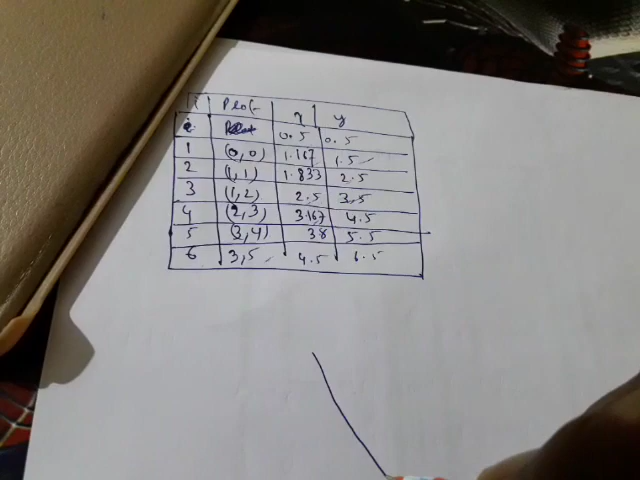 i Plot x y
0.5 0.5
1 (0,0) 1.167 1.5
2 (1,1) 1.833 2.5
3 (1,2) 2.5 3,5
4 (2,3) 3.167 4.5
5 (3,4) 3.8 5.5
6 3,5 4.5 6.5